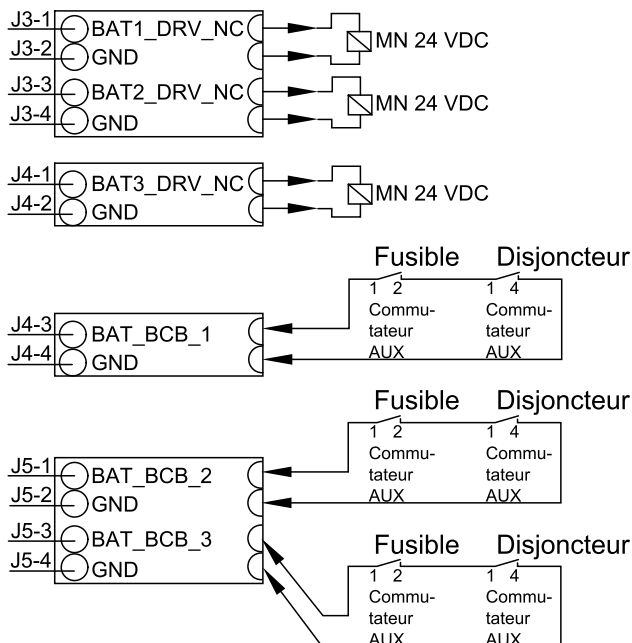 J3-1 BAT1_DRV_NC
J3-2 GND
MN 24 VDC
J3-3 BAT2_DRV_NC
J3-4 GND
MN 24 VDC
J4-1 BAT3_DRV_NC
J4-2 GND
MN 24 VDC
Fusible Disjoncteur
1 2 1 4
Commu- Commu-
tateur tateur
AUX AUX
J4-3 BAT_BCB_1
J4-4 GND
Fusible Disjoncteur
1 2 1 4
Commu- Commu-
tateur tateur
AUX AUX
J5-1 BAT_BCB_2
J5-2 GND
J5-3 BAT_BCB_3
J5-4 GND
Fusible Disjoncteur
1 2 1 4
Commu- Commu-
tateur tateur
AUX AUX